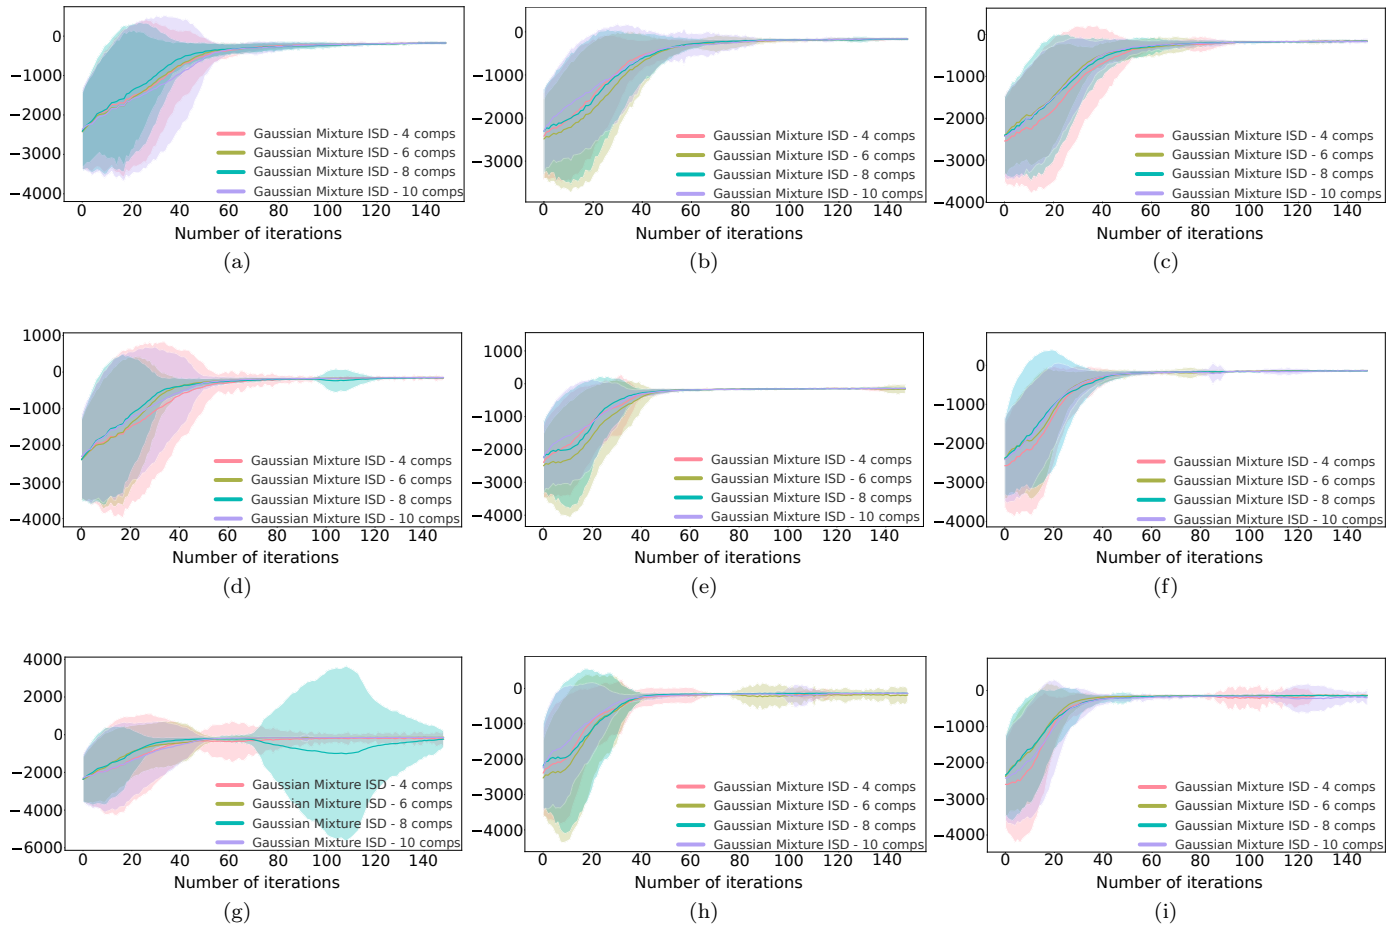 0
−1000
−2000
−3000
−4000
Gaussian Mixture ISD - 4 comps
Gaussian Mixture ISD - 6 comps
Gaussian Mixture ISD - 8 comps
Gaussian Mixture ISD - 10 comps
0 20 40 60 80 100 120 140
Number of iterations
(a)
0
−1000
−2000
−3000
Gaussian Mixture ISD - 4 comps
Gaussian Mixture ISD - 6 comps
Gaussian Mixture ISD - 8 comps
Gaussian Mixture ISD - 10 comps
0 20 40 60 80 100 120 140
Number of iterations
(b)
0
−1000
−2000
−3000
−4000
Gaussian Mixture ISD - 4 comps
Gaussian Mixture ISD - 6 comps
Gaussian Mixture ISD - 8 comps
Gaussian Mixture ISD - 10 comps
0 20 40 60 80 100 120 140
Number of iterations
(c)
1000
0
−1000
−2000
−3000
−4000
Gaussian Mixture ISD - 4 comps
Gaussian Mixture ISD - 6 comps
Gaussian Mixture ISD - 8 comps
Gaussian Mixture ISD - 10 comps
0 20 40 60 80 100 120 140
Number of iterations
(d)
1000
0
−1000
−2000
−3000
−4000
Gaussian Mixture ISD - 4 comps
Gaussian Mixture ISD - 6 comps
Gaussian Mixture ISD - 8 comps
Gaussian Mixture ISD - 10 comps
0 20 40 60 80 100 120 140
Number of iterations
(e)
0
−1000
−2000
−3000
−4000
Gaussian Mixture ISD - 4 comps
Gaussian Mixture ISD - 6 comps
Gaussian Mixture ISD - 8 comps
Gaussian Mixture ISD - 10 comps
0 20 40 60 80 100 120 140
Number of iterations
(f)
4000
2000
0
−2000
−4000
−6000
Gaussian Mixture ISD - 4 comps
Gaussian Mixture ISD - 6 comps
Gaussian Mixture ISD - 8 comps
Gaussian Mixture ISD - 10 comps
0 20 40 60 80 100 120 140
Number of iterations
(g)
0
−1000
−2000
−3000
−4000
Gaussian Mixture ISD - 4 comps
Gaussian Mixture ISD - 6 comps
Gaussian Mixture ISD - 8 comps
Gaussian Mixture ISD - 10 comps
0 20 40 60 80 100 120 140
Number of iterations
(h)
0
−1000
−2000
−3000
−4000
Gaussian Mixture ISD - 4 comps
Gaussian Mixture ISD - 6 comps
Gaussian Mixture ISD - 8 comps
Gaussian Mixture ISD - 10 comps
0 20 40 60 80 100 120 140
Number of iterations
(i)